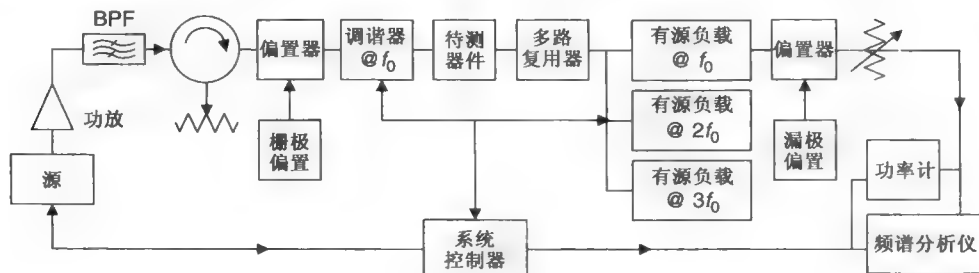 BPF
功放
源
偏置器
栅极
偏置
调谐器
@f₀
待测
器件
多路
复用器
有源负载
@ f₀
有源负载
@ 2f₀
有源负载
@ 3f₀
偏置器
漏极
偏置
功率计
频谱分析仪
系统
控制器